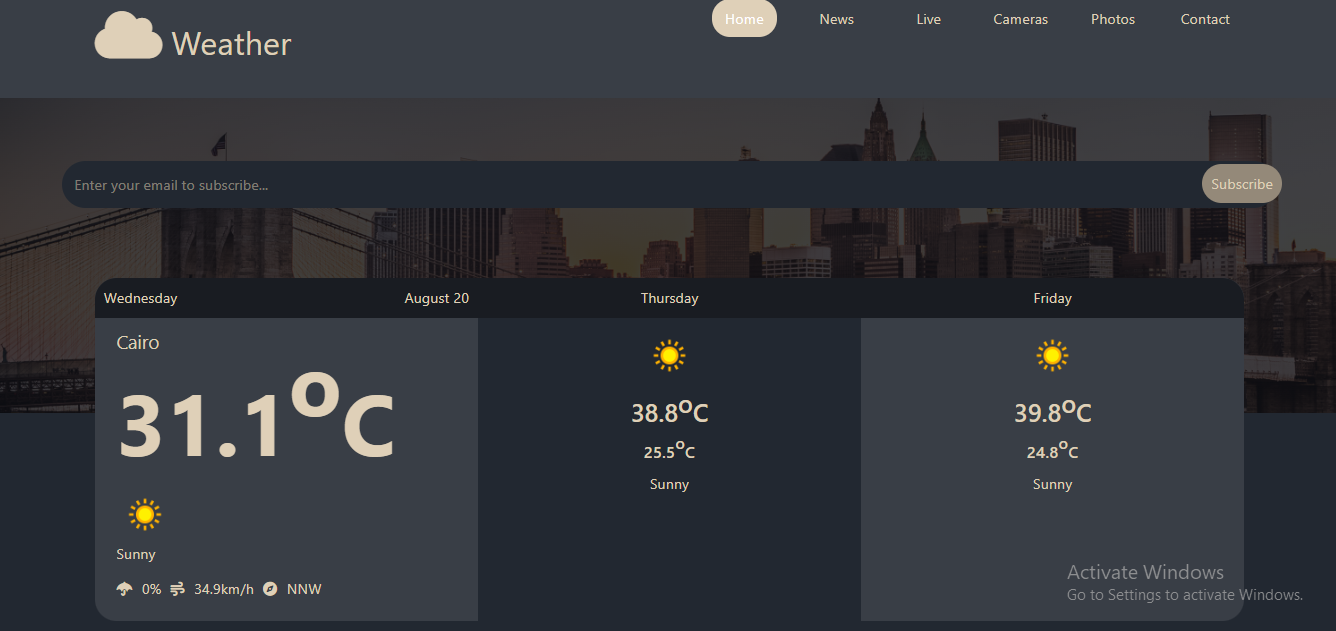 Weather
Home News Live Cameras Photos Contact
Enter your email to subscribe...
Subscribe
Wednesday August 20 Thursday Friday
Cairo
31.1°C
Sunny
0% 34.9km/h NNW
38.8°C
25.5°C
Sunny
39.8°C
24.8°C
Sunny
Activate Windows
Go to Settings to activate Windows.